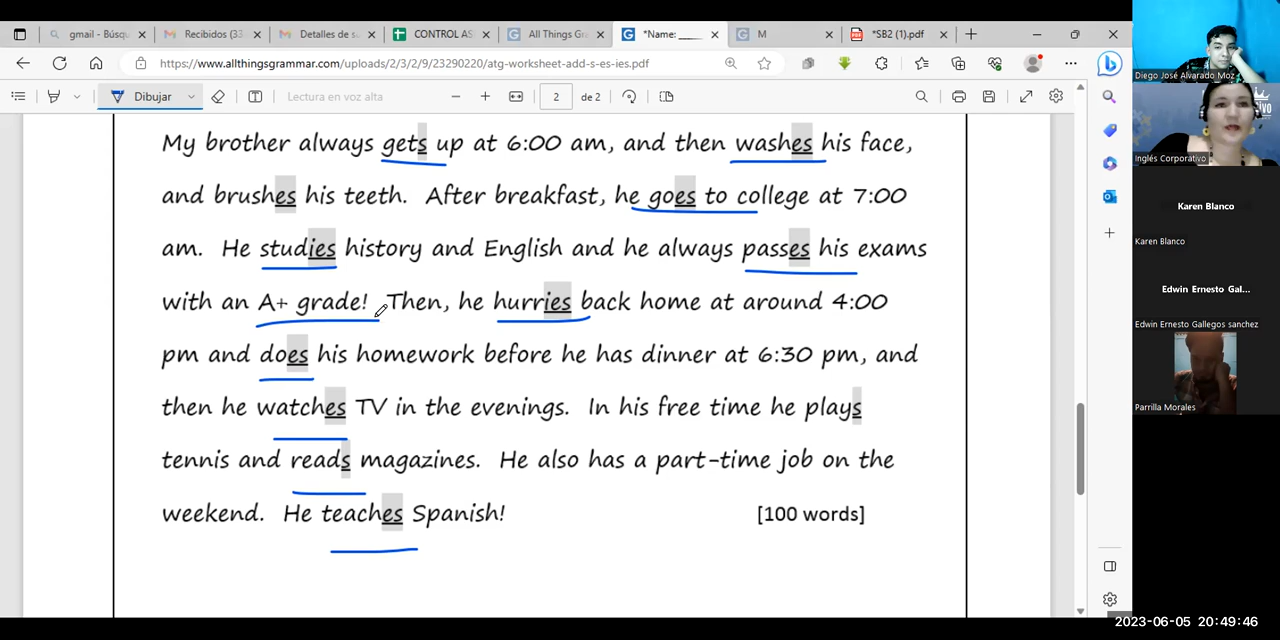 gmail - Búsqu
Recibidos (33
Detalles de su
CONTROL AS
All Things Gra
*Name: ____
M
*SB2 (1).pdf
https://www.allthingsgrammar.com/uploads/2/3/2/9/23290220/atg-worksheet-add-s-es-ies.pdf
Dibujar
Lectura en voz alta
2
de 2
My brother always gets up at 6:00 am, and then washes his face,
and brushes his teeth. After breakfast, he goes to college at 7:00
am. He studies history and English and he always passes his exams
with an A+ grade! Then, he hurries back home at around 4:00
pm and does his homework before he has dinner at 6:30 pm, and
then he watches TV in the evenings. In his free time he plays
tennis and reads magazines. He also has a part-time job on the
weekend. He teaches Spanish!
[100 words]
Diego José Alvarado Moz
Inglés Corporativo
Karen Blanco
Karen Blanco
Edwin Ernesto Gal...
Edwin Ernesto Gallegos sanchez
Parrilla Morales
2023-06-05 20:49:46